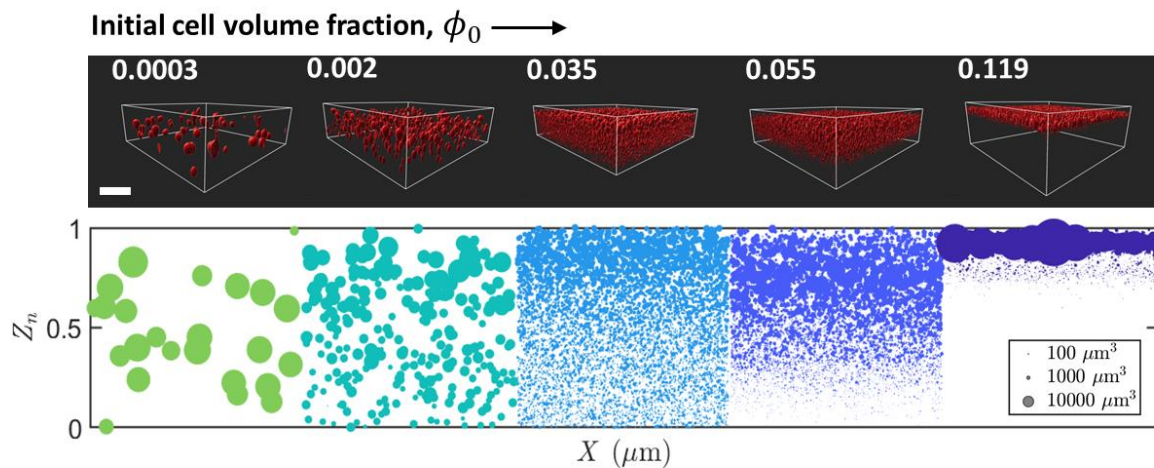 Initial cell volume fraction, ϕ₀ ⟶
0.0003 0.002 0.035 0.055 0.119
1
Zₙ
0.5
0
100 μm³
1000 μm³
10000 μm³
X (μm)